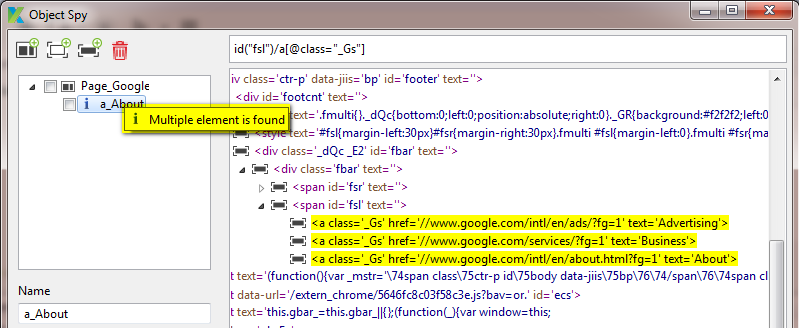 Object Spy
id("fsl")/a[@class="_Gs"]
Page_Google
a_About
Multiple element is found
iv class='ctr-p' data-jiis='bp' id='footer' text=''>
<div id='footcnt' text=''>
text='.fmulti{}._dQc{bottom:0;left:0;position:absolute;right:0}._GR{background:#f2f2f2;left:0
<style text='#fsl{margin-left:30px}#fsr{margin-right:30px}.fmulti #fsl{margin-left:0}.fmulti #fsr{ma
<div class='_dQc _E2' id='fbar' text=''>
<div class='fbar' text=''>
<span id='fsr' text=''>
<span id='fsl' text=''>
<a class='_Gs' href='//www.google.com/intl/en/ads/?fg=1' text='Advertising'>
<a class='_Gs' href='//www.google.com/services/?fg=1' text='Business'>
<a class='_Gs' href='//www.google.com/intl/en/about.html?fg=1' text='About'>
t text='(function(){var _mstr='\74span class\75ctr-p id\75body data-jiis\75bp\76\74/span\76\74span cl
t data-url='/extern_chrome/5646fc8c03f58c3e.js?bav=or.' id='ecs'>
t text='this.gbar_=this.gbar_||{};(function(_){var window=this;
Name
a_About